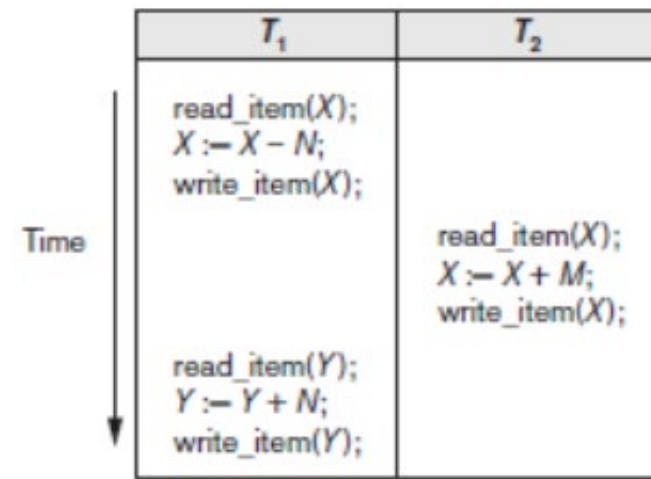 T₁ T₂
read_item(X);
X := X – N;
write_item(X);
Time
read_item(X);
X := X + M;
write_item(X);
read_item(Y);
Y := Y + N;
write_item(Y);